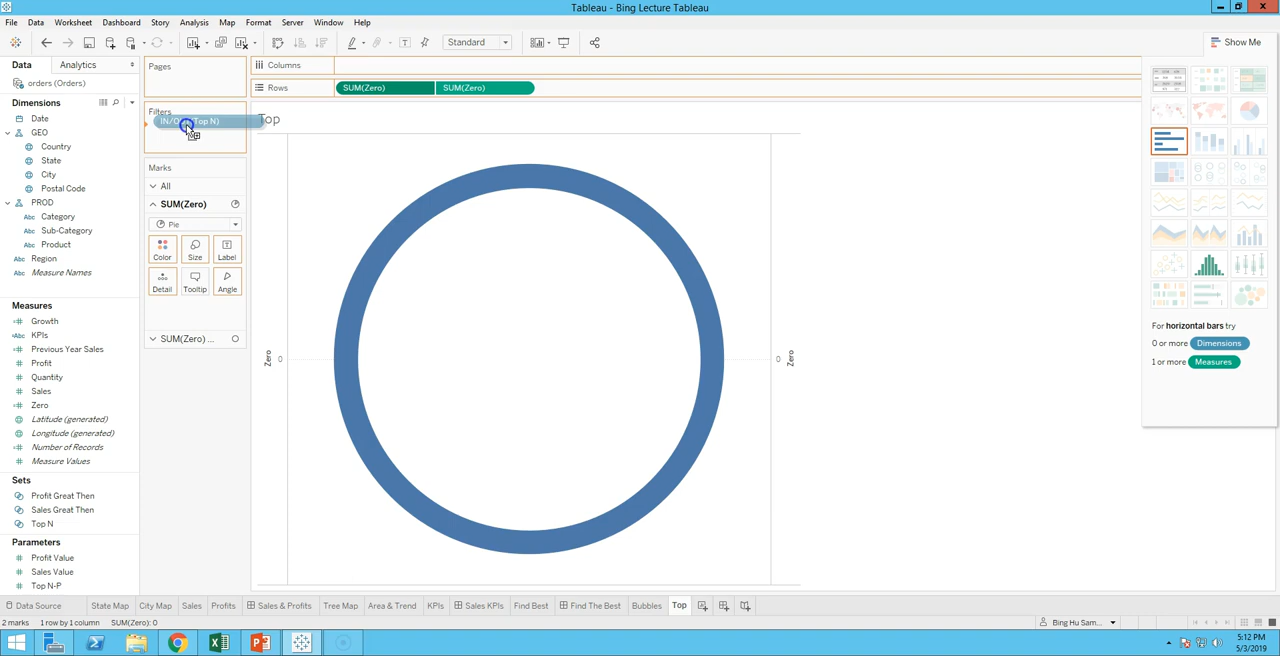 Tableau - Bing Lecture Tableau
File Data Worksheet Dashboard Story Analysis Map Format Server Window Help
Standard
Show Me
Data Analytics
orders (Orders)
Dimensions
Date
GEO
Country
State
City
Postal Code
PROD
Abc Category
Abc Sub-Category
Abc Product
Abc Region
Abc Measure Names
Measures
Growth
Abc KPIs
Previous Year Sales
Profit
Quantity
Sales
Zero
Latitude (generated)
Longitude (generated)
Number of Records
Measure Values
Sets
Profit Great Then
Sales Great Then
Top N
Parameters
Profit Value
Sales Value
Top N-P
Pages
Filters
Top N)
Marks
All
SUM(Zero)
Pie
Color Size Label
Detail Tooltip Angle
SUM(Zero) ...
Columns
Rows SUM(Zero) SUM(Zero)
Top
Zero 0
0 Zero
For horizontal bars try
0 or more Dimensions
1 or more Measures
Data Source State Map City Map Sales Profits Sales & Profits Tree Map Area & Trend KPIs Sales KPIs Find Best Find The Best Bubbles Top
2 marks 1 row by 1 column SUM(Zero): 0 Bing Hu Sam...
5:12 PM
5/3/2019